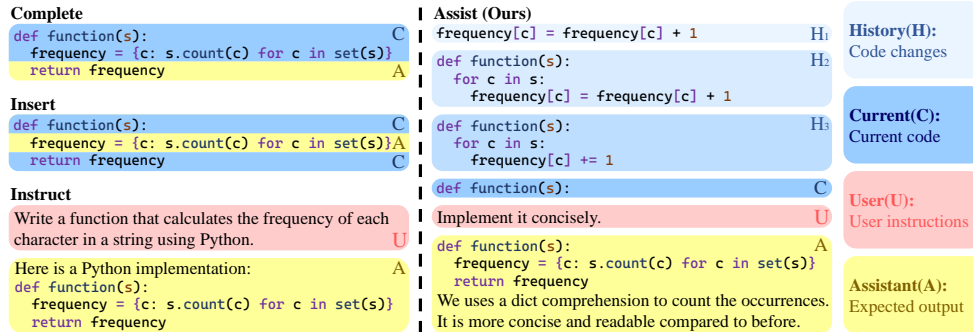 Complete
def function(s): C
  frequency = {c: s.count(c) for c in set(s)}
  return frequency A
Insert
def function(s): C
  frequency = {c: s.count(c) for c in set(s)} A
  return frequency C
Instruct
Write a function that calculates the frequency of each
character in a string using Python. U
Here is a Python implementation: A
def function(s):
  frequency = {c: s.count(c) for c in set(s)}
  return frequency
Assist (Ours)
frequency[c] = frequency[c] + 1 H1
def function(s): H2
  for c in s:
    frequency[c] = frequency[c] + 1
def function(s): H3
  for c in s:
    frequency[c] += 1
def function(s): C
Implement it concisely. U
def function(s): A
  frequency = {c: s.count(c) for c in set(s)}
  return frequency
We uses a dict comprehension to count the occurrences.
It is more concise and readable compared to before.
History(H):
Code changes
Current(C):
Current code
User(U):
User instructions
Assistant(A):
Expected output